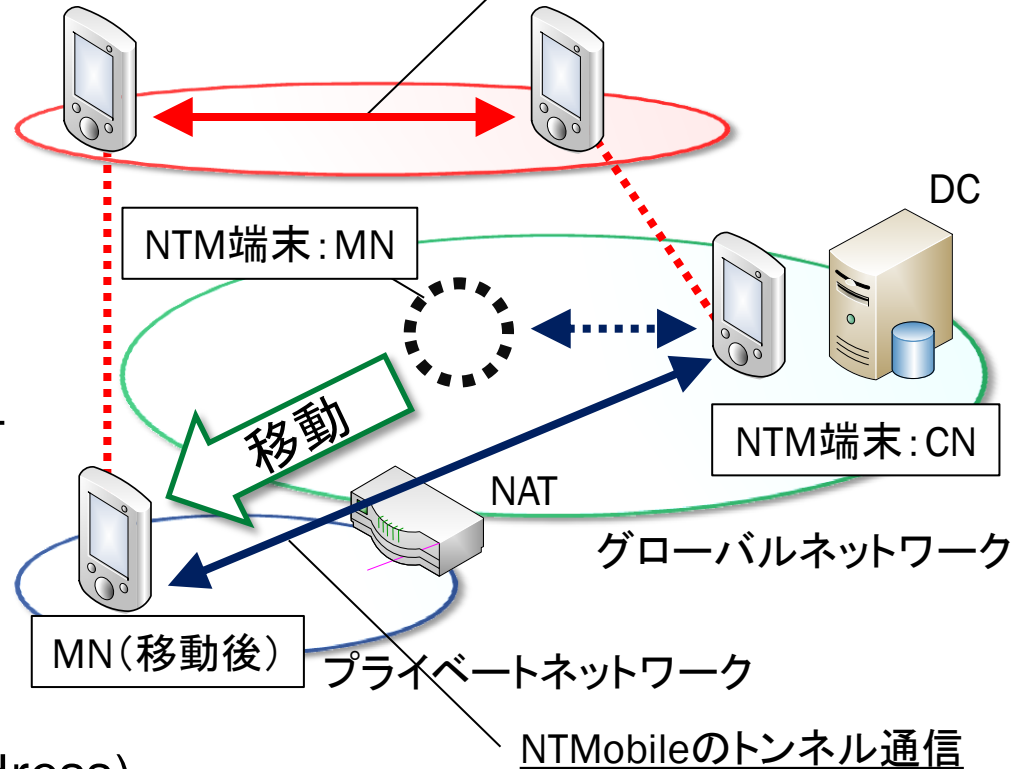 DC
NTM端末：MN
移動
NTM端末：CN
NAT
グローバルネットワーク
MN（移動後）
プライベートネットワーク
NTMobileのトンネル通信